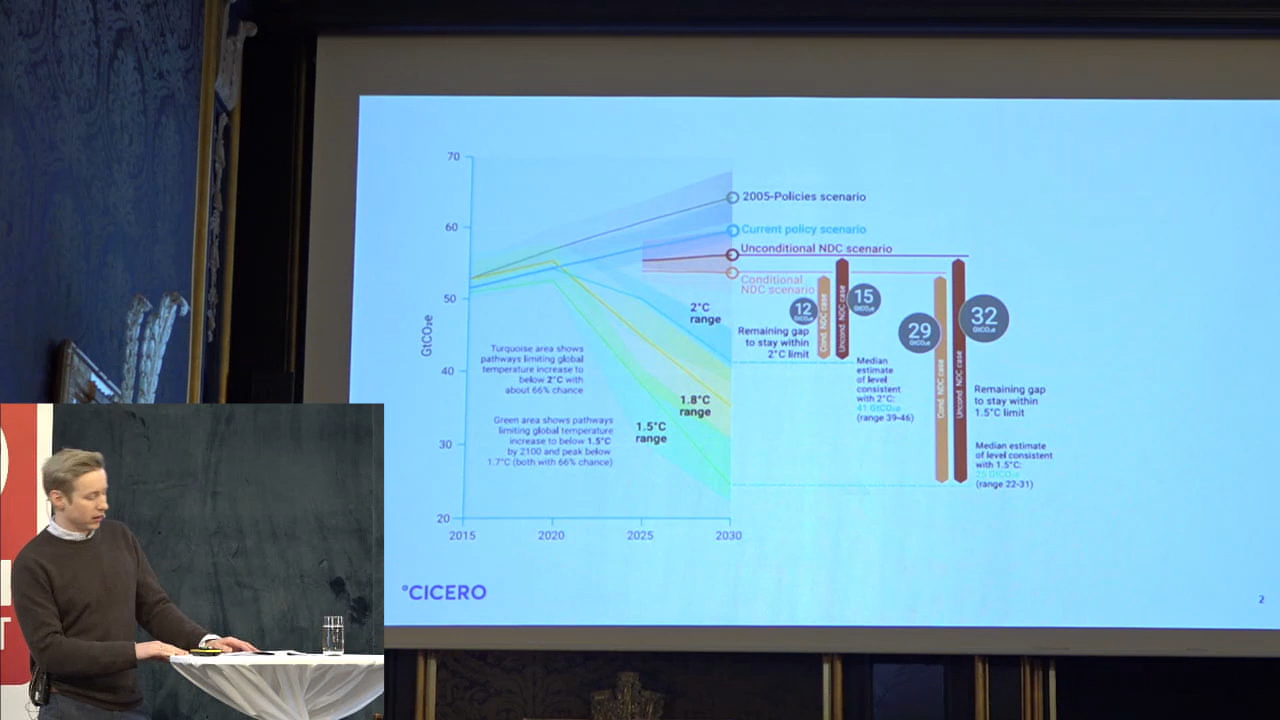 70
60
50
40
30
20
GtCO₂e
2015
2020
2025
2030
2005-Policies scenario
Current policy scenario
Unconditional NDC scenario
Conditional
NDC scenario
2°C
range
1.8°C
range
1.5°C
range
Turquoise area shows
pathways limiting global
temperature increase to
below 2°C with
about 66% chance
Green area shows pathways
limiting global temperature
increase to below 1.5°C
by 2100 and peak below
1.7°C (both with 66% chance)
12
GtCO₂e
Cond. NDC case
Uncond. NDC case
15
GtCO₂e
Remaining gap
to stay within
2°C limit
Median
estimate
of level
consistent
with 2°C:
41 GtCO₂e
(range 39-46)
29
GtCO₂e
Cond. NDC case
Uncond. NDC case
32
GtCO₂e
Remaining gap
to stay within
1.5°C limit
Median estimate
of level consistent
with 1.5°C:
25 GtCO₂e
(range 22-31)
°CICERO
2
T